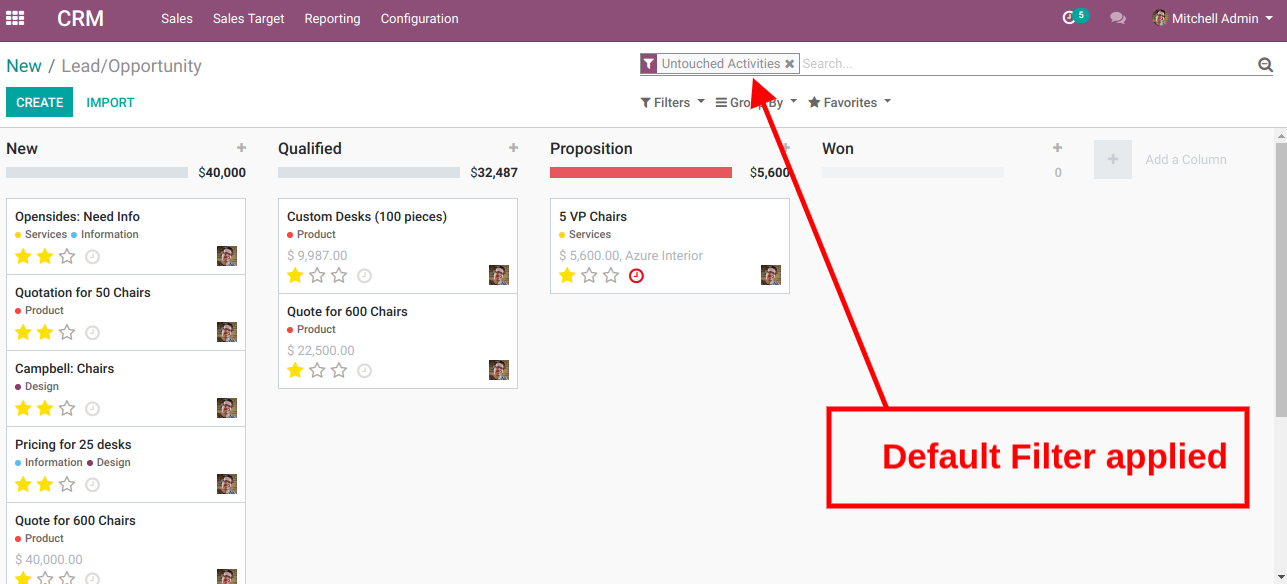 CRM Sales Sales Target Reporting Configuration 5 Mitchell Admin
New / Lead/Opportunity
Untouched Activities Search...
CREATE IMPORT
Filters Group By Favorites
New
$40,000
Opensides: Need Info
Services Information
Quotation for 50 Chairs
Product
Campbell: Chairs
Design
Pricing for 25 desks
Information Design
Quote for 600 Chairs
Product
$ 40,000.00
Qualified
$32,487
Custom Desks (100 pieces)
Product
$ 9,987.00
Quote for 600 Chairs
Product
$ 22,500.00
Proposition
$5,600
5 VP Chairs
Services
$ 5,600.00, Azure Interior
Won
0
Add a Column
Default Filter applied